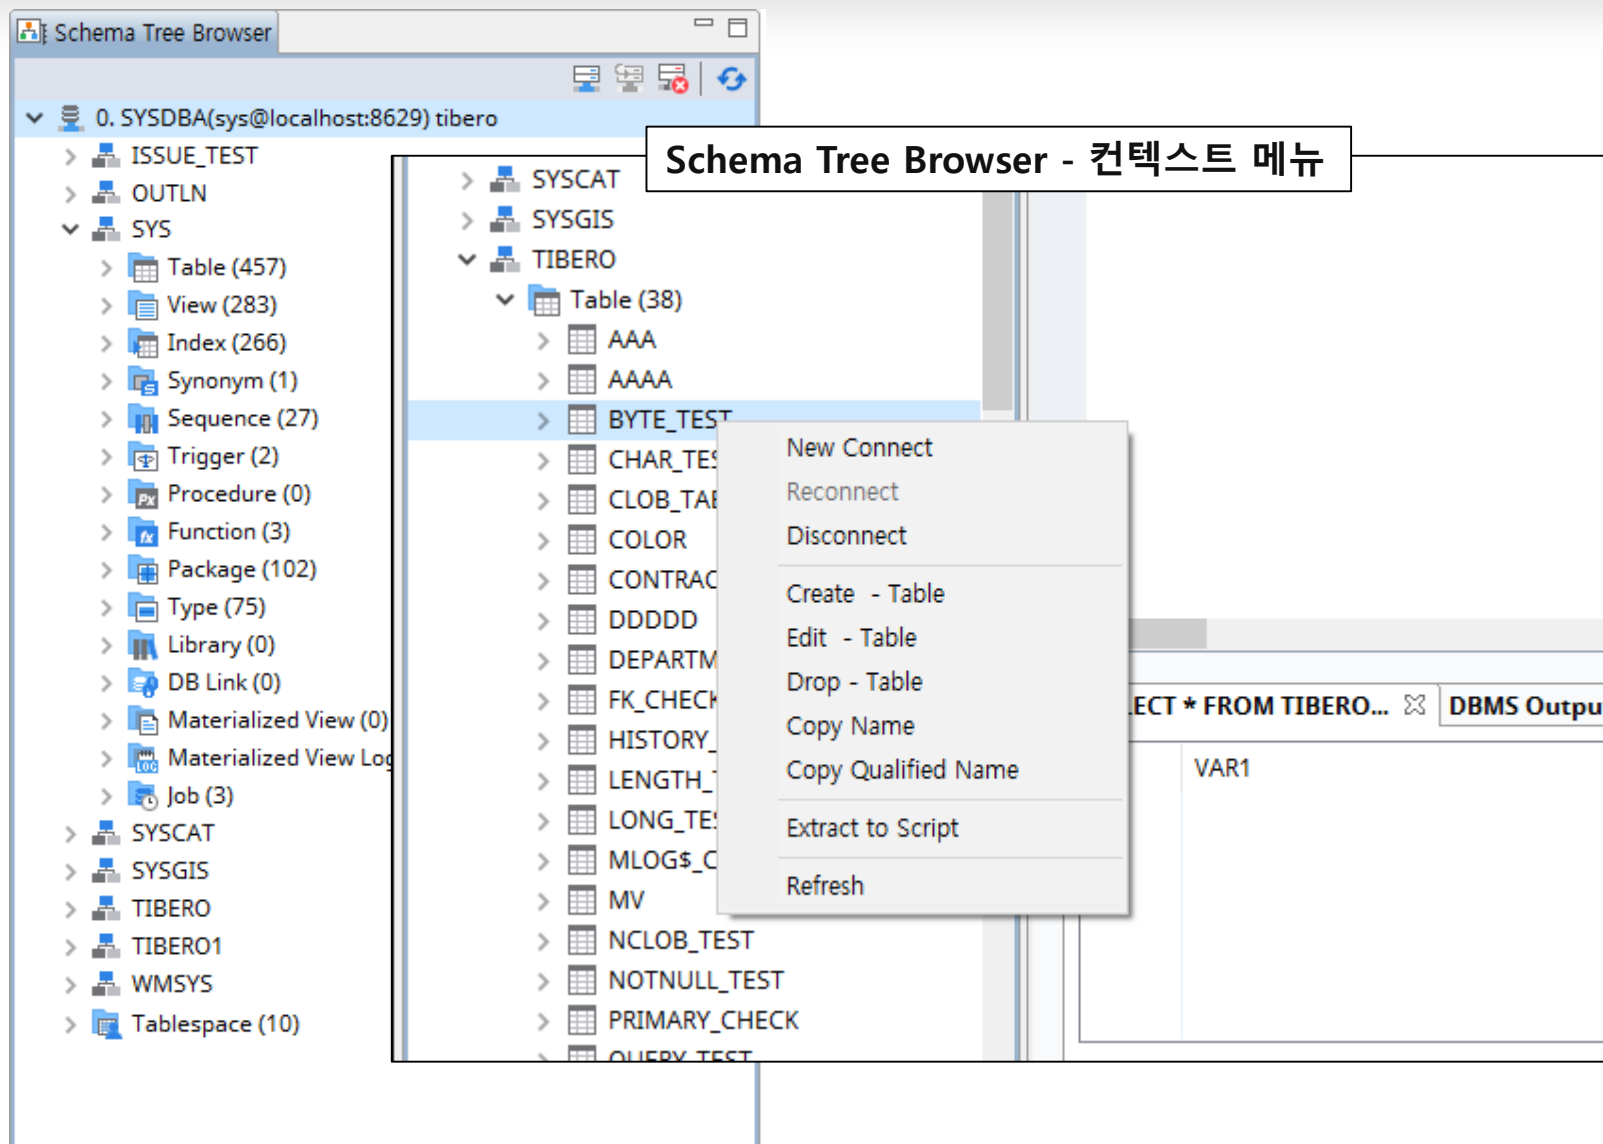 Schema Tree Browser
0. SYSDBA(sys@localhost:8629) tibero
ISSUE_TEST
OUTLN
SYS
Table (457)
View (283)
Index (266)
Synonym (1)
Sequence (27)
Trigger (2)
Procedure (0)
Function (3)
Package (102)
Type (75)
Library (0)
DB Link (0)
Materialized View (0)
Materialized View Log
Job (3)
SYSCAT
SYSGIS
TIBERO
TIBERO1
WMSYS
Tablespace (10)
Schema Tree Browser - 컨텍스트 메뉴
SYSCAT
SYSGIS
TIBERO
Table (38)
AAA
AAAA
BYTE_TEST
CHAR_TES
CLOB_TAB
COLOR
CONTRAC
DDDDD
DEPARTM
FK_CHECK
HISTORY_
LENGTH_T
LONG_TES
MLOG$_C
MV
NCLOB_TEST
NOTNULL_TEST
PRIMARY_CHECK
QUERY_TEST
New Connect
Reconnect
Disconnect
Create - Table
Edit - Table
Drop - Table
Copy Name
Copy Qualified Name
Extract to Script
Refresh
LECT * FROM TIBERO...
DBMS Outpu
VAR1